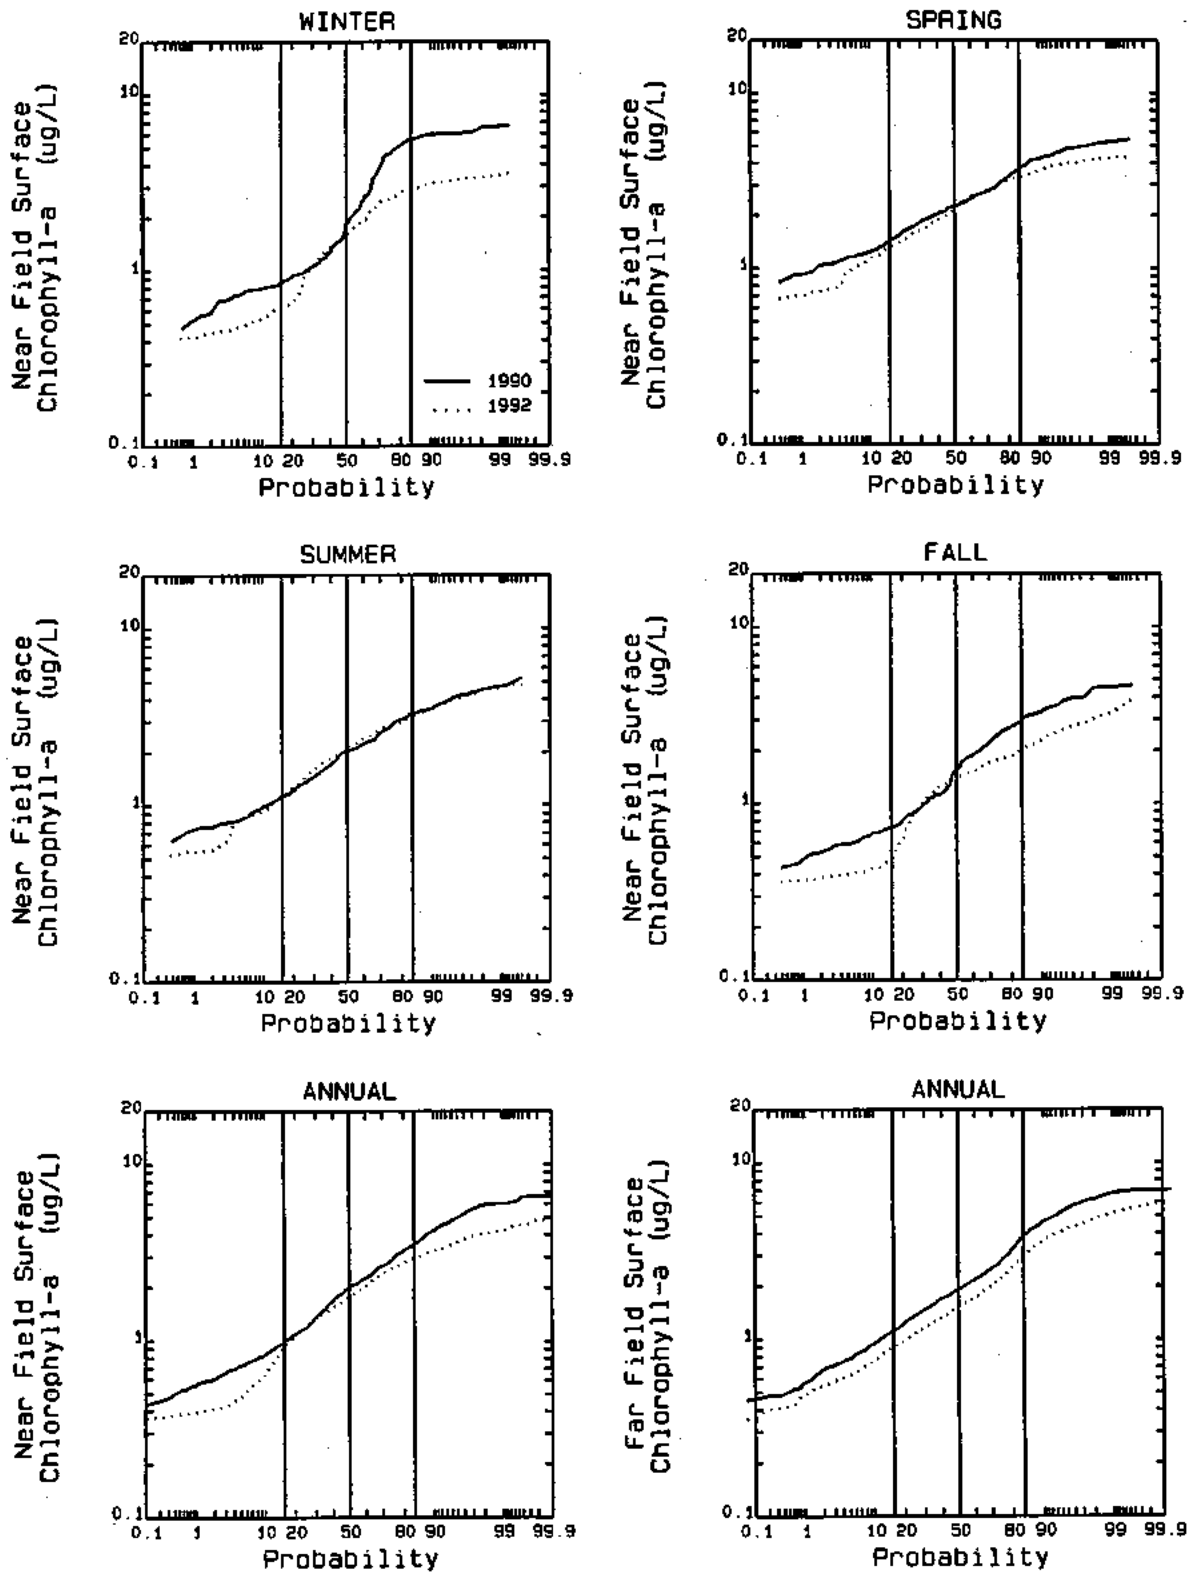 WINTER
20
10
1
0.1
Near Field Surface
Chlorophyll-a (ug/L)
1990
1992
0.1 1 10 20 50 80 90 99 99.9
Probability
SPRING
20
10
1
0.1
Near Field Surface
Chlorophyll-a (ug/L)
0.1 1 10 20 50 80 90 99 99.9
Probability
SUMMER
20
10
1
0.1
Near Field Surface
Chlorophyll-a (ug/L)
0.1 1 10 20 50 80 90 99 99.9
Probability
FALL
20
10
1
0.1
Near Field Surface
Chlorophyll-a (ug/L)
0.1 1 10 20 50 80 90 99 99.9
Probability
ANNUAL
20
10
1
0.1
Near Field Surface
Chlorophyll-a (ug/L)
0.1 1 10 20 50 80 90 99 99.9
Probability
ANNUAL
20
10
1
0.1
Far Field Surface
Chlorophyll-a (ug/L)
0.1 1 10 20 50 80 90 99 99.9
Probability